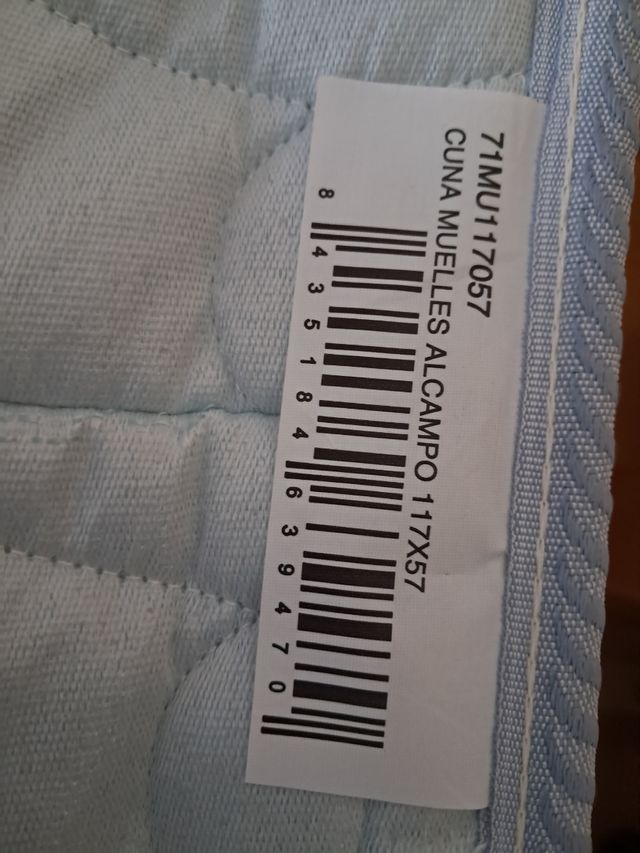 71MU117057
CUNA MUELLES ALCAMPO 117X57
8 435184 639470